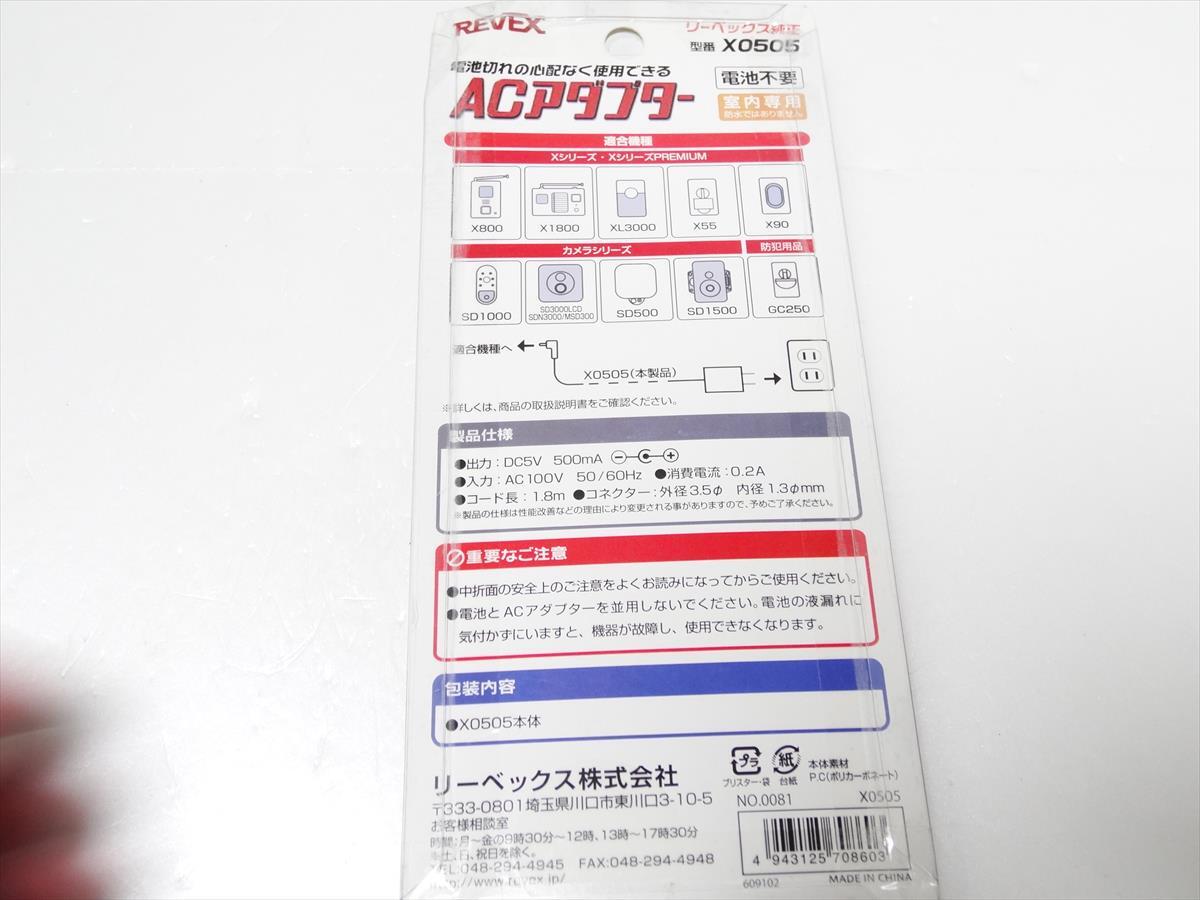 REVEX
リーベックス純正
型番 X0505
電池切れの心配なく使用できる
ACアダプター
電池不要
室内専用
防水ではありません
適合機種
Xシリーズ・XシリーズPREMIUM
X800 X1800 XL3000 X55 X90
カメラシリーズ 防犯用品
SD1000 SD3000LCD SDN3000/MSD300 SD500 SD1500 GC250
適合機種へ
X0505(本製品)
※詳しくは、商品の取扱説明書をご確認ください。
製品仕様
●出力：DC5V 500mA
●入力：AC100V 50/60Hz ●消費電流：0.2A
●コード長：1.8m ●コネクター：外径3.5φ 内径1.3φmm
※製品の仕様は性能改善などの理由により変更される事がありますので、予めご了承ください。
重要なご注意
●中折面の安全上のご注意をよくお読みになってからご使用ください。
●電池とACアダプターを並用しないでください。電池の液漏れに
気付かずにいますと、機器が故障し、使用できなくなります。
包装内容
●X0505本体
リーベックス株式会社
〒333-0801埼玉県川口市東川口3-10-5
お客様相談室
時間:月～金の9時30分～12時、13時～17時30分
※土、日、祝日を除く。
TEL:048-294-4945 FAX:048-294-4948
http://www.revex.jp/
プラ
ブリスター・袋
紙
台紙
本体素材
P.C(ポリカーボネート)
NO.0081 X0505
4 943125 708603
609102 MADE IN CHINA